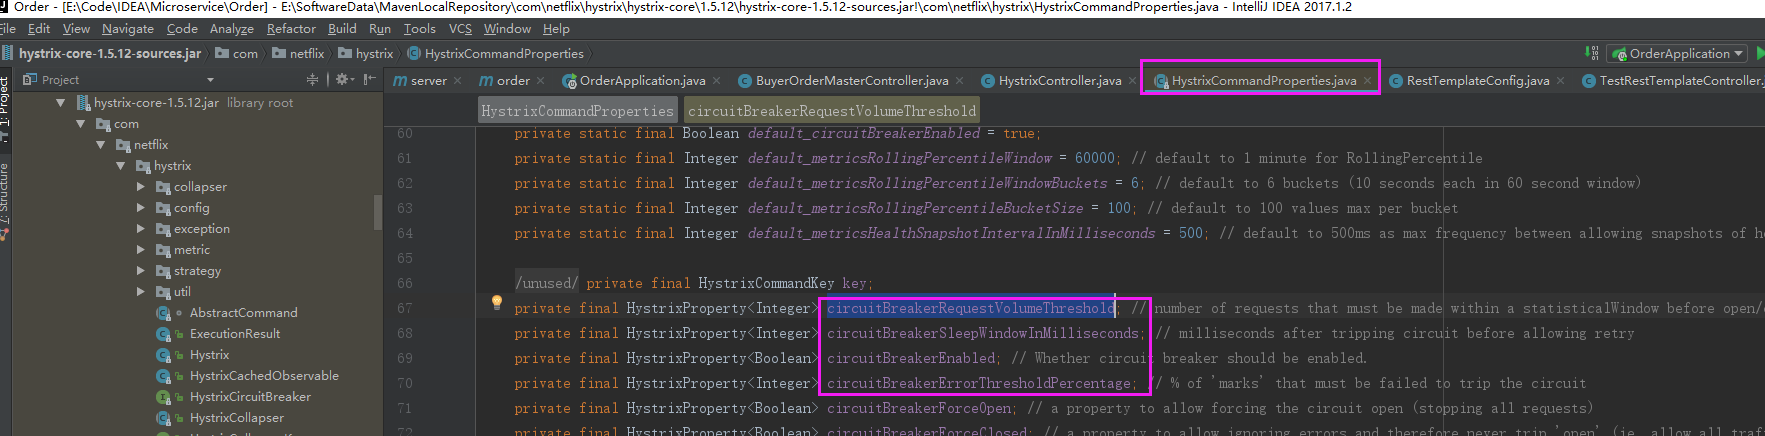 Order - [E:\Code\IDEA\Microservice\Order] - E:\SoftwareData\MavenLocalRepository\com\netflix\hystrix\hystrix-core\1.5.12\hystrix-core-1.5.12-sources.jar!\com\netflix\hystrix\HystrixCommandProperties.java - IntelliJ IDEA 2017.1.2
File Edit View Navigate Code Analyze Refactor Build Run Tools VCS Window Help
hystrix-core-1.5.12-sources.jar com netflix hystrix HystrixCommandProperties OrderApplication
Project server order OrderApplication.java BuyerOrderMasterController.java HystrixController.java HystrixCommandProperties.java RestTemplateConfig.java TestRestTemplateController.
1: Project
7: Structure
hystrix-core-1.5.12.jar library root
com
netflix
hystrix
collapser
config
exception
metric
strategy
util
AbstractCommand
ExecutionResult
Hystrix
HystrixCachedObservable
HystrixCircuitBreaker
HystrixCollapser
HystrixCommandProperties circuitBreakerRequestVolumeThreshold
60 private static final Boolean default_circuitBreakerEnabled = true;
61 private static final Integer default_metricsRollingPercentileWindow = 60000; // default to 1 minute for RollingPercentile
62 private static final Integer default_metricsRollingPercentileWindowBuckets = 6; // default to 6 buckets (10 seconds each in 60 second window)
63 private static final Integer default_metricsRollingPercentileBucketSize = 100; // default to 100 values max per bucket
64 private static final Integer default_metricsHealthSnapshotIntervalInMilliseconds = 500; // default to 500ms as max frequency between allowing snapshots of he
65
66 /unused/ private final HystrixCommandKey key;
67 private final HystrixProperty<Integer> circuitBreakerRequestVolumeThreshold; // number of requests that must be made within a statisticalWindow before open/
68 private final HystrixProperty<Integer> circuitBreakerSleepWindowInMilliseconds; // milliseconds after tripping circuit before allowing retry
69 private final HystrixProperty<Boolean> circuitBreakerEnabled; // Whether circuit breaker should be enabled.
70 private final HystrixProperty<Integer> circuitBreakerErrorThresholdPercentage; // % of 'marks' that must be failed to trip the circuit
71 private final HystrixProperty<Boolean> circuitBreakerForceOpen; // a property to allow forcing the circuit open (stopping all requests)
72 private final HystrixProperty<Boolean> circuitBreakerForceClosed; // a property to allow ignoring errors and therefore never trip 'open' (ie. allow all traf